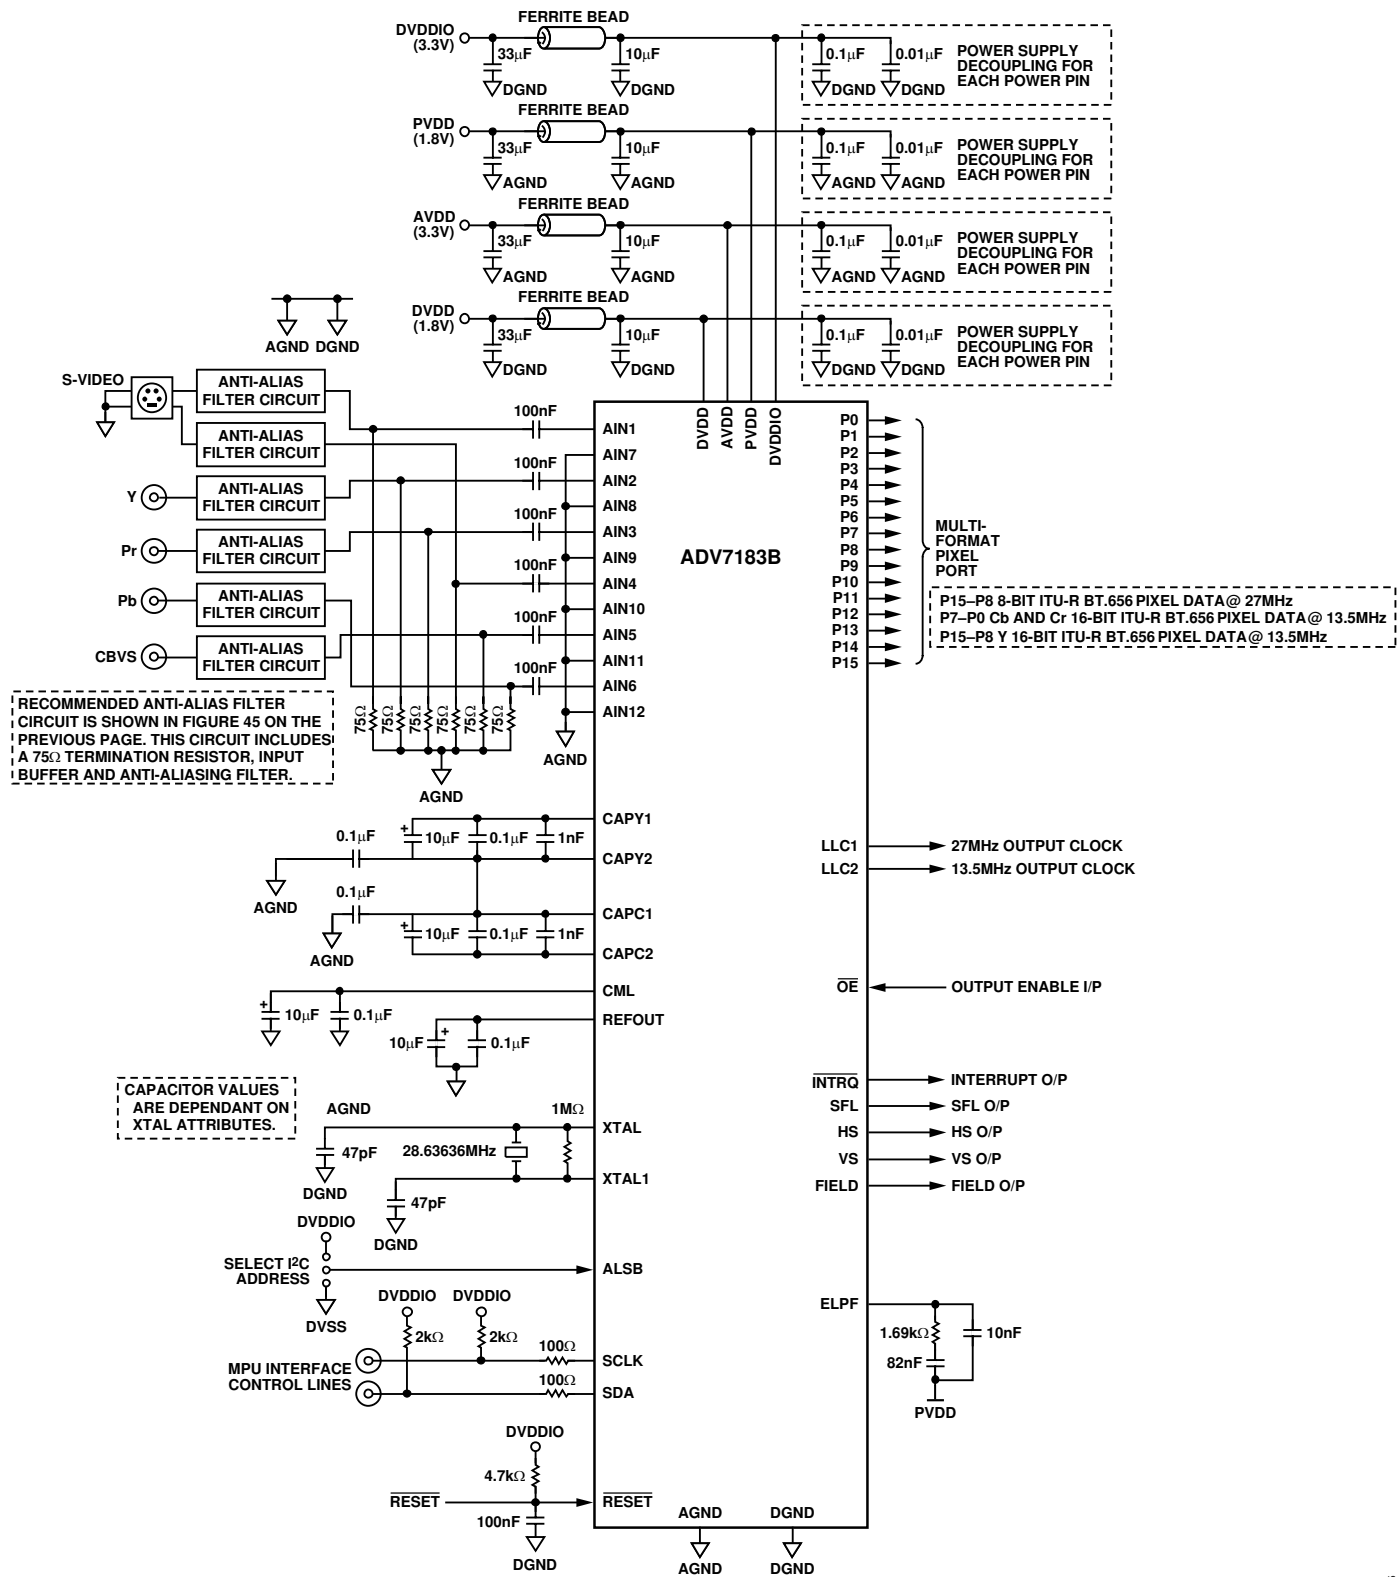 FERRITE BEAD
DVDDIO
(3.3V)
33μF
10μF
0.1μF
0.01μF
DGND
DGND
DGND
DGND
POWER SUPPLY
DECOUPLING FOR
EACH POWER PIN
FERRITE BEAD
PVDD
(1.8V)
33μF
10μF
0.1μF
0.01μF
AGND
AGND
AGND
AGND
POWER SUPPLY
DECOUPLING FOR
EACH POWER PIN
FERRITE BEAD
AVDD
(3.3V)
33μF
10μF
0.1μF
0.01μF
AGND
AGND
AGND
AGND
POWER SUPPLY
DECOUPLING FOR
EACH POWER PIN
FERRITE BEAD
DVDD
(1.8V)
33μF
10μF
0.1μF
0.01μF
DGND
DGND
DGND
DGND
POWER SUPPLY
DECOUPLING FOR
EACH POWER PIN
AGND DGND
S-VIDEO
ANTI-ALIAS
FILTER CIRCUIT
ANTI-ALIAS
FILTER CIRCUIT
Y
ANTI-ALIAS
FILTER CIRCUIT
Pr
ANTI-ALIAS
FILTER CIRCUIT
Pb
ANTI-ALIAS
FILTER CIRCUIT
CBVS
ANTI-ALIAS
FILTER CIRCUIT
100nF
100nF
100nF
100nF
100nF
100nF
75Ω
75Ω
75Ω
75Ω
75Ω
75Ω
AGND
AGND
RECOMMENDED ANTI-ALIAS FILTER
CIRCUIT IS SHOWN IN FIGURE 45 ON THE
PREVIOUS PAGE. THIS CIRCUIT INCLUDES
A 75Ω TERMINATION RESISTOR, INPUT
BUFFER AND ANTI-ALIASING FILTER.
DVDD
AVDD
PVDD
DVDDIO
AIN1
AIN7
AIN2
AIN8
AIN3
AIN9
AIN4
AIN10
AIN5
AIN11
AIN6
AIN12
ADV7183B
P0
P1
P2
P3
P4
P5
P6
P7
P8
P9
P10
P11
P12
P13
P14
P15
MULTI-
FORMAT
PIXEL
PORT
P15–P8 8-BIT ITU-R BT.656 PIXEL DATA @ 27MHz
P7–P0 Cb AND Cr 16-BIT ITU-R BT.656 PIXEL DATA @ 13.5MHz
P15–P8 Y 16-BIT ITU-R BT.656 PIXEL DATA @ 13.5MHz
CAPY1
0.1μF
+
10μF
0.1μF
1nF
CAPY2
AGND
0.1μF
CAPC1
+
10μF
0.1μF
1nF
AGND
CAPC2
CML
+
10μF
0.1μF
REFOUT
10μF
+
0.1μF
LLC1
27MHz OUTPUT CLOCK
LLC2
13.5MHz OUTPUT CLOCK
OE
OUTPUT ENABLE I/P
INTRQ
INTERRUPT O/P
SFL
SFL O/P
HS
HS O/P
VS
VS O/P
FIELD
FIELD O/P
CAPACITOR VALUES
ARE DEPENDANT ON
XTAL ATTRIBUTES.
AGND
1MΩ
XTAL
47pF
28.63636MHz
DGND
XTAL1
47pF
DGND
DVDDIO
SELECT I2C
ADDRESS
ALSB
DVSS
DVDDIO
DVDDIO
2kΩ
2kΩ
100Ω
SCLK
MPU INTERFACE
CONTROL LINES
100Ω
SDA
ELPF
1.69kΩ
10nF
82nF
PVDD
DVDDIO
4.7kΩ
RESET
RESET
100nF
DGND
AGND
DGND
AGND
DGND